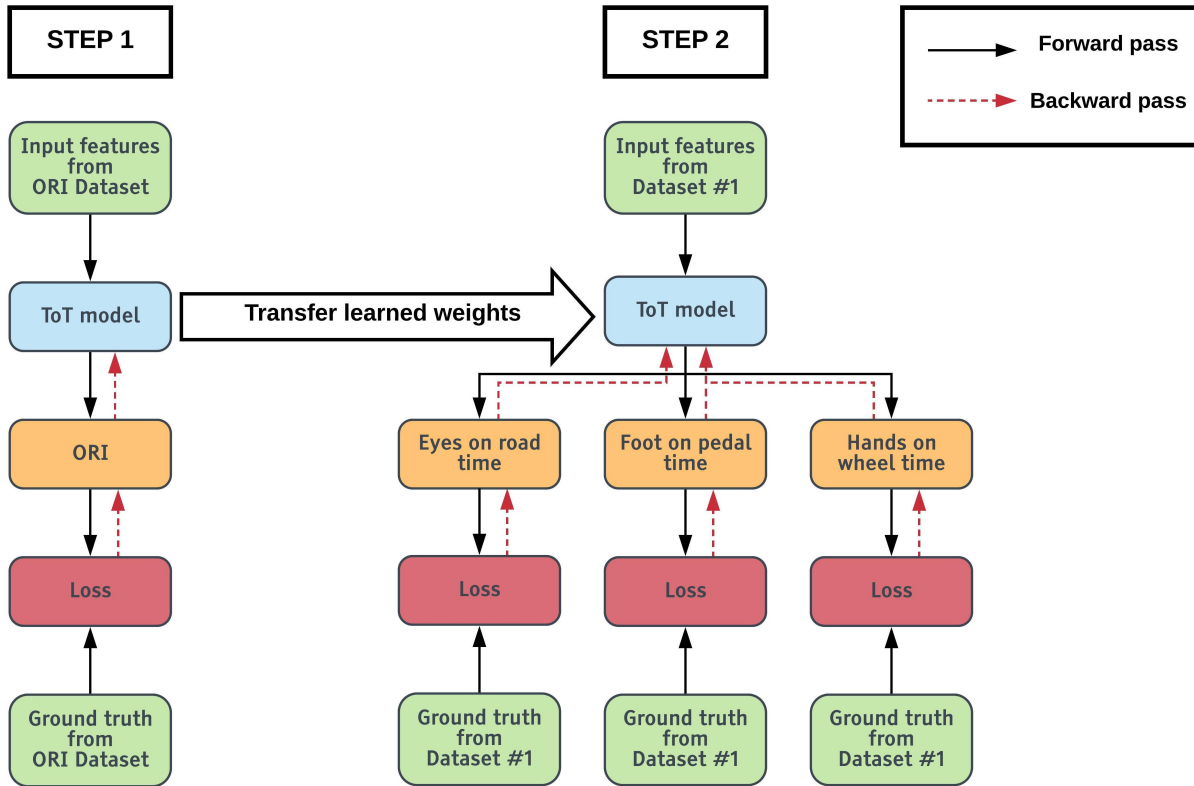 STEP 1
STEP 2
Forward pass
Backward pass
Input features
from
ORI Dataset
Input features
from
Dataset #1
ToT model
Transfer learned weights
ToT model
ORI
Eyes on road
time
Foot on pedal
time
Hands on
wheel time
Loss
Loss
Loss
Loss
Ground truth
from
ORI Dataset
Ground truth
from
Dataset #1
Ground truth
from
Dataset #1
Ground truth
from
Dataset #1